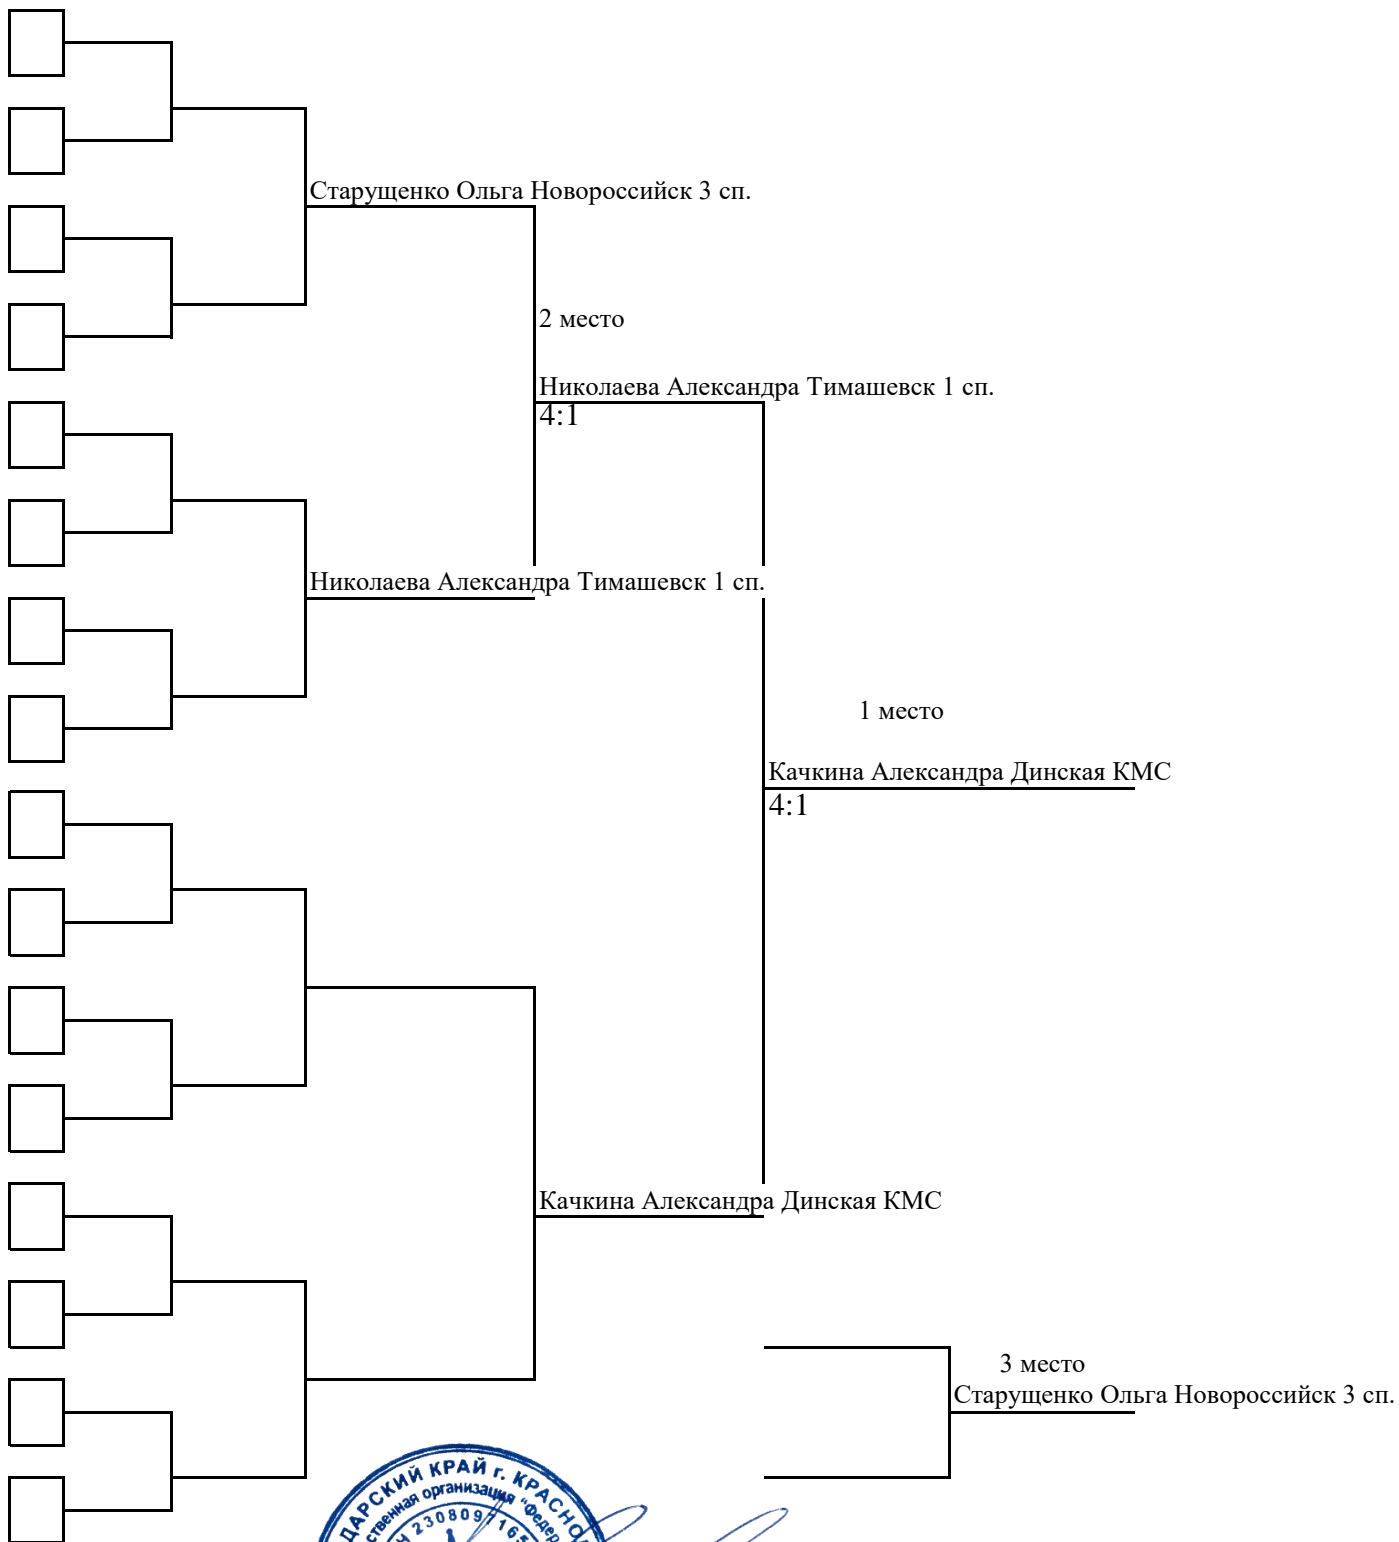 Старущенко Ольга Новороссийск 3 сп.
2 место
Николаева Александра Тимашевск 1 сп.
4:1
Николаева Александра Тимашевск 1 сп.
1 место
Качкина Александра Динская КМС
4:1
Качкина Александра Динская КМС
3 место
Старущенко Ольга Новороссийск 3 сп.
КРАЙ г.
организация